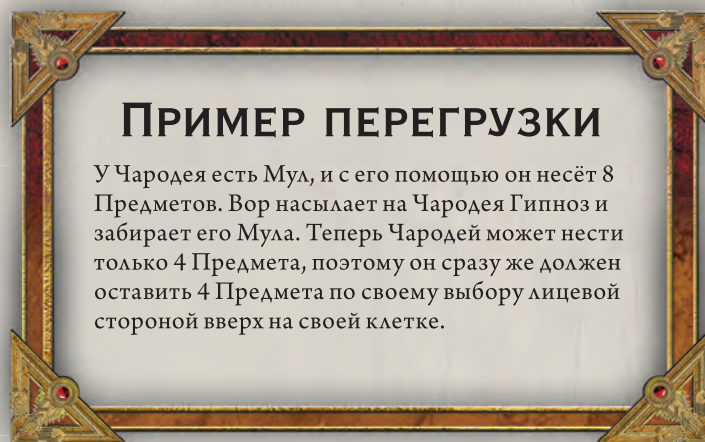 Пример перегрузки
У Чародея есть Мул, и с его помощью он несёт 8
Предметов. Вор насылает на Чародея Гипноз и
забирает его Мула. Теперь Чародей может нести
только 4 Предмета, поэтому он сразу же должен
оставить 4 Предмета по своему выбору лицевой
стороной вверх на своей клетке.